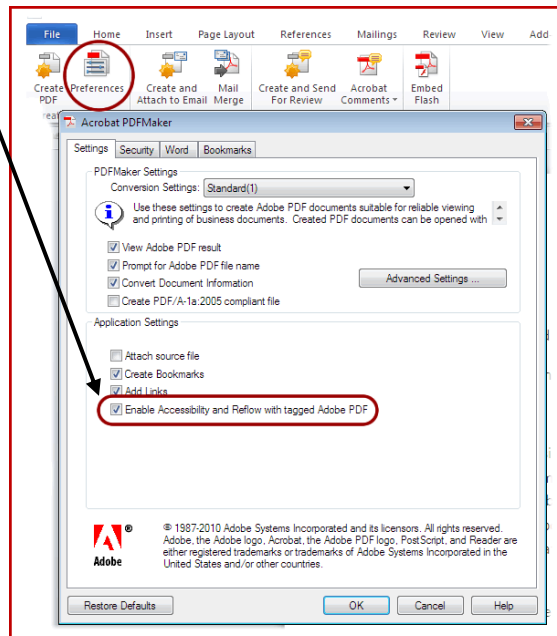 File Home Insert Page Layout References Mailings Review View Add
Create PDF Preferences Create and Attach to Email Mail Merge Create and Send For Review Acrobat Comments Embed Flash
Acrobat PDFMaker
Settings Security Word Bookmarks
PDFMaker Settings
Conversion Settings: Standard(1)
Use these settings to create Adobe PDF documents suitable for reliable viewing
and printing of business documents. Created PDF documents can be opened with
View Adobe PDF result
Prompt for Adobe PDF file name
Convert Document Information Advanced Settings ...
Create PDF/A-1a:2005 compliant file
Application Settings
Attach source file
Create Bookmarks
Add Links
Enable Accessibility and Reflow with tagged Adobe PDF
® © 1987-2010 Adobe Systems Incorporated and its licensors. All rights reserved.
Adobe, the Adobe logo, Acrobat, the Adobe PDF logo, PostScript, and Reader are
either registered trademarks or trademarks of Adobe Systems Incorporated in the
Adobe United States and/or other countries.
Restore Defaults OK Cancel Help